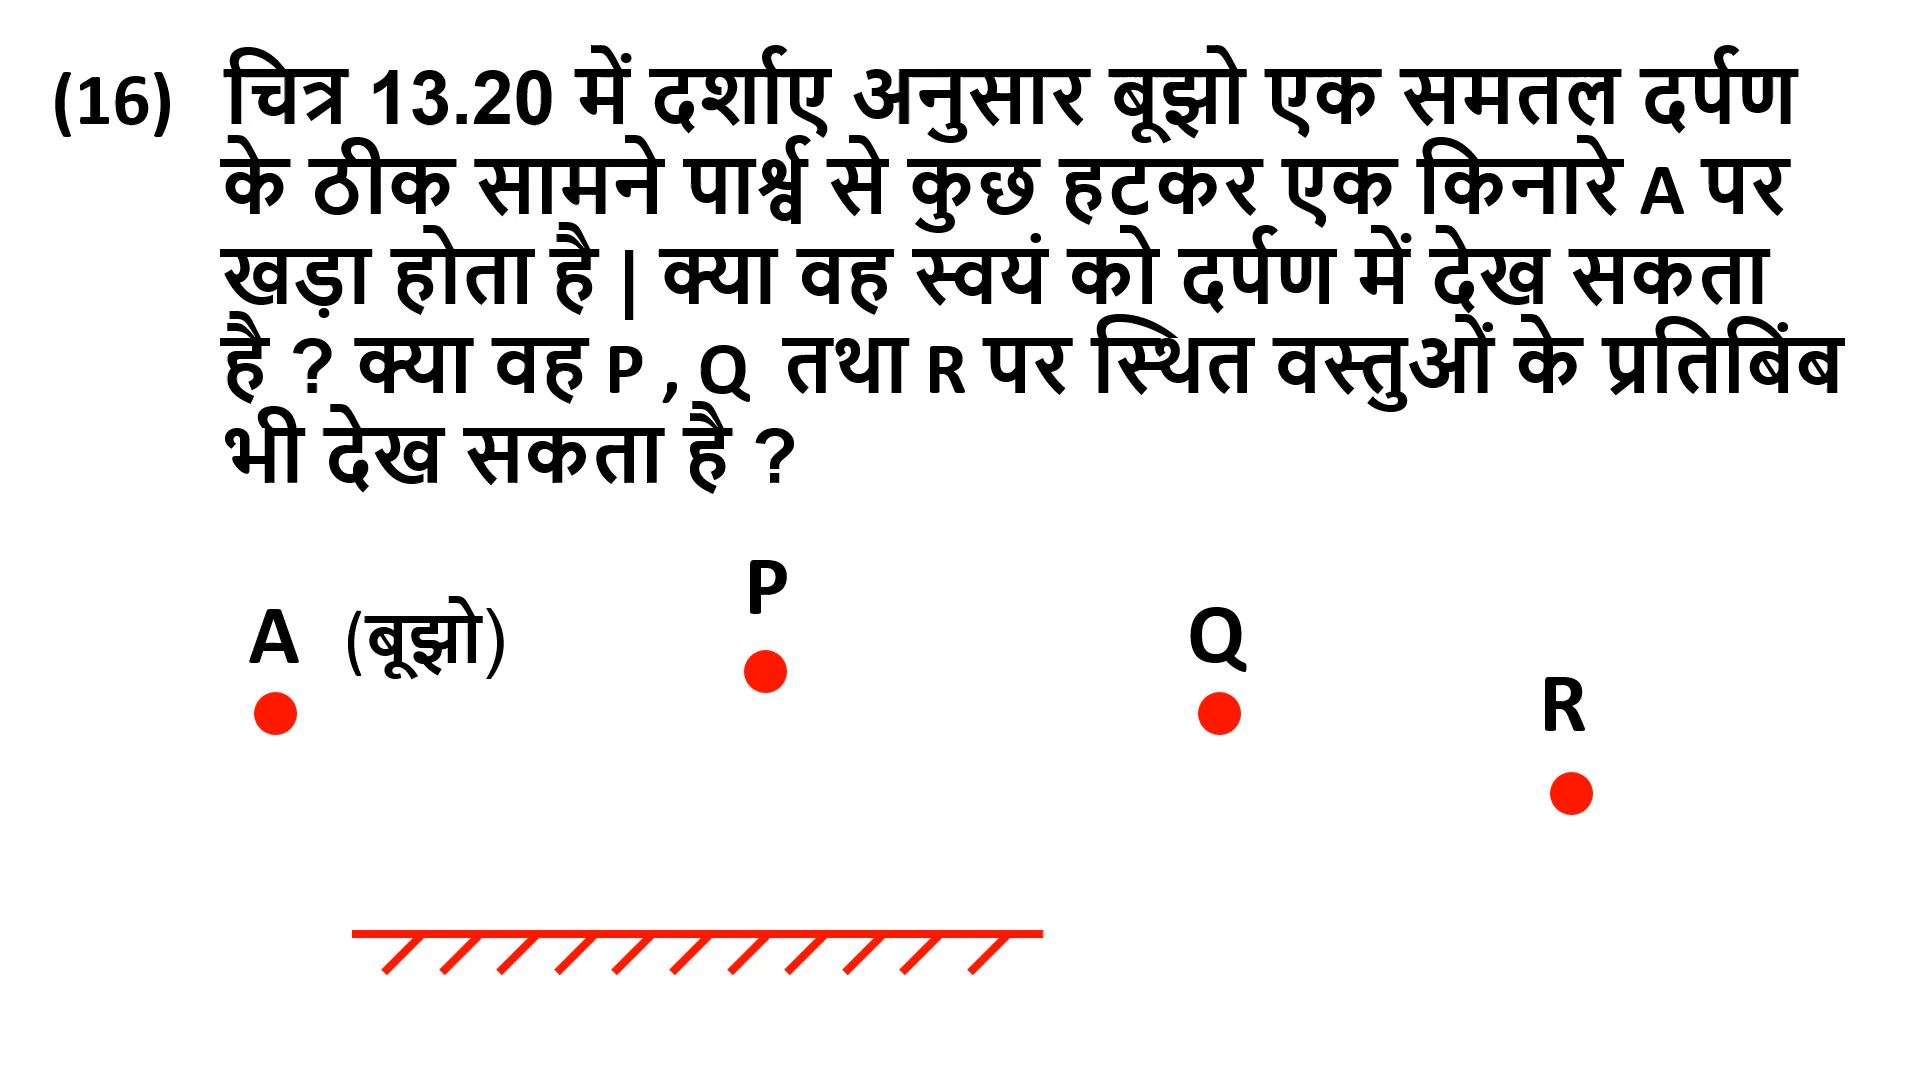 (16) चित्र 13.20 में दर्शाए अनुसार बूझो एक समतल दर्पण
के ठीक सामने पार्श्व से कुछ हटकर एक किनारे A पर
खड़ा होता है | क्या वह स्वयं को दर्पण में देख सकता
है ? क्या वह P , Q तथा R पर स्थित वस्तुओं के प्रतिबिंब
भी देख सकता है ?
P
A (बूझो)
Q
R